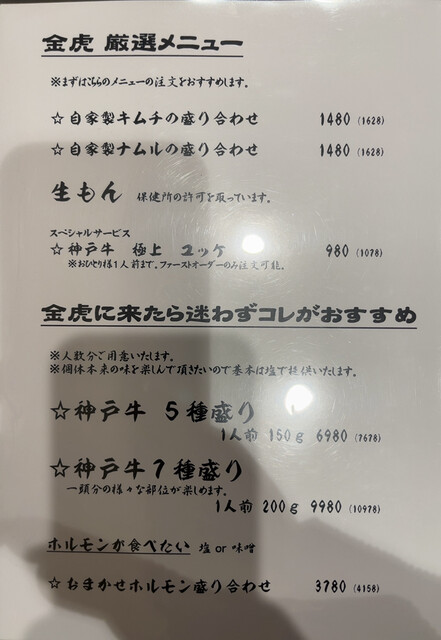 金虎 厳選メニュー
※まずはこちらのメニューの注文をおすすめします。
☆自家製キムチの盛り合わせ 1480 (1628)
☆自家製ナムルの盛り合わせ 1480 (1628)
生もん 保健所の許可を取っています。
スペシャルサービス
☆神戸牛 極上 ユッケ 980 (1078)
※おひとり様1人前まで、ファーストオーダーのみ注文可能。
金虎に来たら迷わずコレがおすすめ
※人数分ご用意いたします。
※個体本来の味を楽しんで頂きたいので基本は塩で提供いたします。
☆神戸牛 5種盛り
1人前 150g 6980 (7678)
☆神戸牛7種盛り
一頭分の様々な部位が楽しめます。
1人前 200g 9980 (10978)
ホルモンが食べたい 塩 or 味噌
☆おまかせホルモン盛り合わせ 3780 (4158)